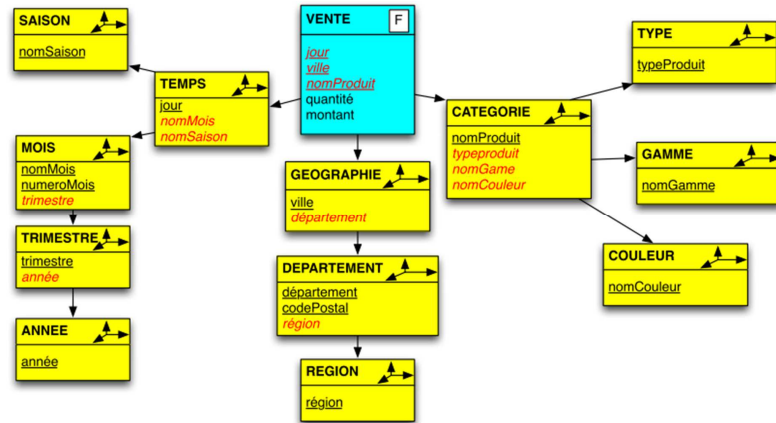 SAISON
nomSaison
VENTE
F
jour
ville
nomProduit
quantité
montant
TYPE
typeProduit
TEMPS
jour
nomMois
nomSaison
CATEGORIE
nomProduit
typeproduit
nomGame
nomCouleur
MOIS
nomMois
numeroMois
trimestre
GAMME
nomGamme
GEOGRAPHIE
ville
département
TRIMESTRE
trimestre
année
COULEUR
nomCouleur
DEPARTEMENT
département
codePostal
région
ANNEE
année
REGION
région